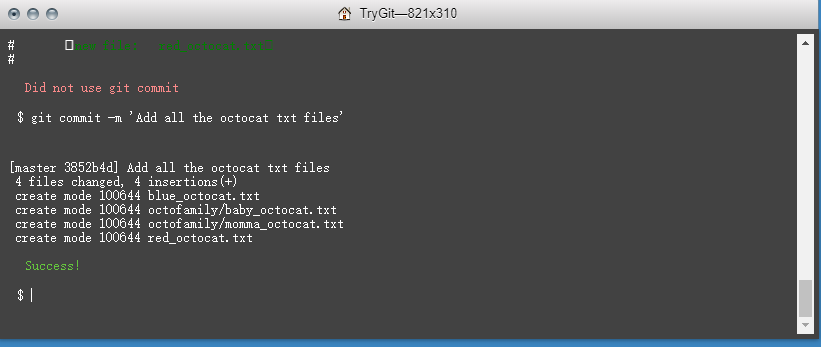 TryGit—821x310
# new file: red_octocat.txt
#
Did not use git commit
$ git commit -m 'Add all the octocat txt files'
[master 3852b4d] Add all the octocat txt files
4 files changed, 4 insertions(+)
create mode 100644 blue_octocat.txt
create mode 100644 octofamily/baby_octocat.txt
create mode 100644 octofamily/momma_octocat.txt
create mode 100644 red_octocat.txt
Success!
$